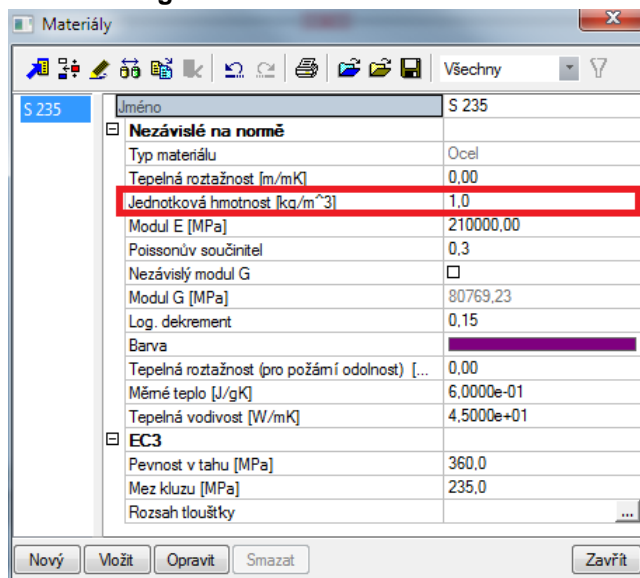 Materiály
Všechny
S 235
Jméno S 235
Nezávislé na normě
Typ materiálu Ocel
Tepelná roztažnost [m/mK] 0,00
Jednotková hmotnost [kg/m^3] 1,0
Modul E [MPa] 210000,00
Poissonův součinitel 0,3
Nezávislý modul G
Modul G [MPa] 80769,23
Log. dekrement 0,15
Barva
Tepelná roztažnost (pro požární odolnost) [... 0,00
Měrné teplo [J/gK] 6,0000e-01
Tepelná vodivost [W/mK] 4,5000e+01
EC3
Pevnost v tahu [MPa] 360,0
Mez kluzu [MPa] 235,0
Rozsah tloušťky ...
Nový Vložit Opravit Smazat Zavřít